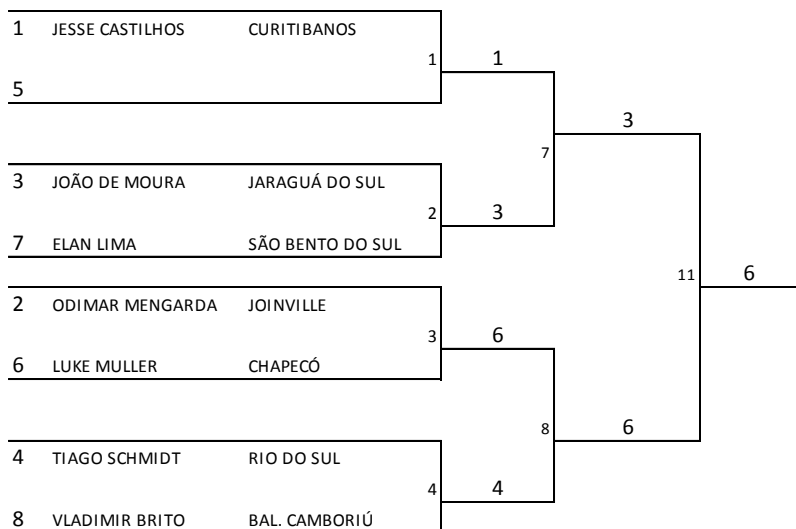 1 JESSE CASTILHOS CURITIBANOS
1 1
5
3
7
3 JOÃO DE MOURA JARAGUÁ DO SUL
2 3
7 ELAN LIMA SÃO BENTO DO SUL
11 6
2 ODIMAR MENGARDA JOINVILLE
3 6
6 LUKE MULLER CHAPECÓ
8 6
4 TIAGO SCHMIDT RIO DO SUL
4 4
8 VLADIMIR BRITO BAL. CAMBORIÚ